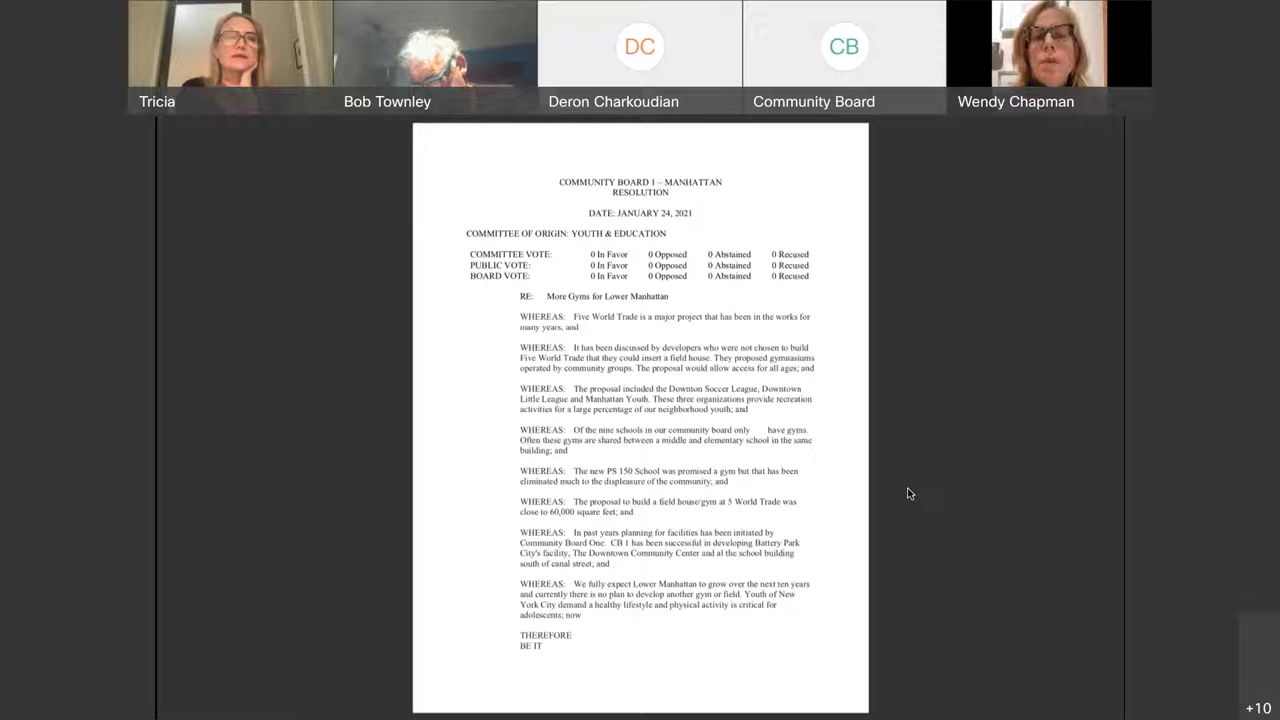 DC
CB
Tricia
Bob Townley
Deron Charkoudian
Community Board
Wendy Chapman
COMMUNITY BOARD 1 – MANHATTAN
RESOLUTION
DATE: JANUARY 24, 2021
COMMITTEE OF ORIGIN: YOUTH & EDUCATION
COMMITTEE VOTE: 0 In Favor 0 Opposed 0 Abstained 0 Recused
PUBLIC VOTE: 0 In Favor 0 Opposed 0 Abstained 0 Recused
BOARD VOTE: 0 In Favor 0 Opposed 0 Abstained 0 Recused
RE: More Gyms for Lower Manhattan
WHEREAS: Five World Trade is a major project that has been in the works for
many years, and
WHEREAS: It has been discussed by developers who were not chosen to build
Five World Trade that they could insert a field house. They proposed gymnasiums
operated by community groups. The proposal would allow access for all ages; and
WHEREAS: The proposal included the Downton Soccer League, Downtown
Little League and Manhattan Youth. These three organizations provide recreation
activities for a large percentage of our neighborhood youth; and
WHEREAS: Of the nine schools in our community board only have gyms.
Often these gyms are shared between a middle and elementary school in the same
building; and
WHEREAS: The new PS 150 School was promised a gym but that has been
eliminated much to the displeasure of the community; and
WHEREAS: The proposal to build a field house/gym at 5 World Trade was
close to 60,000 square feet; and
WHEREAS: In past years planning for facilities has been initiated by
Community Board One. CB 1 has been successful in developing Battery Park
City's facility, The Downtown Community Center and al the school building
south of canal street; and
WHEREAS: We fully expect Lower Manhattan to grow over the next ten years
and currently there is no plan to develop another gym or field. Youth of New
York City demand a healthy lifestyle and physical activity is critical for
adolescents; now
THEREFORE
BE IT
+10